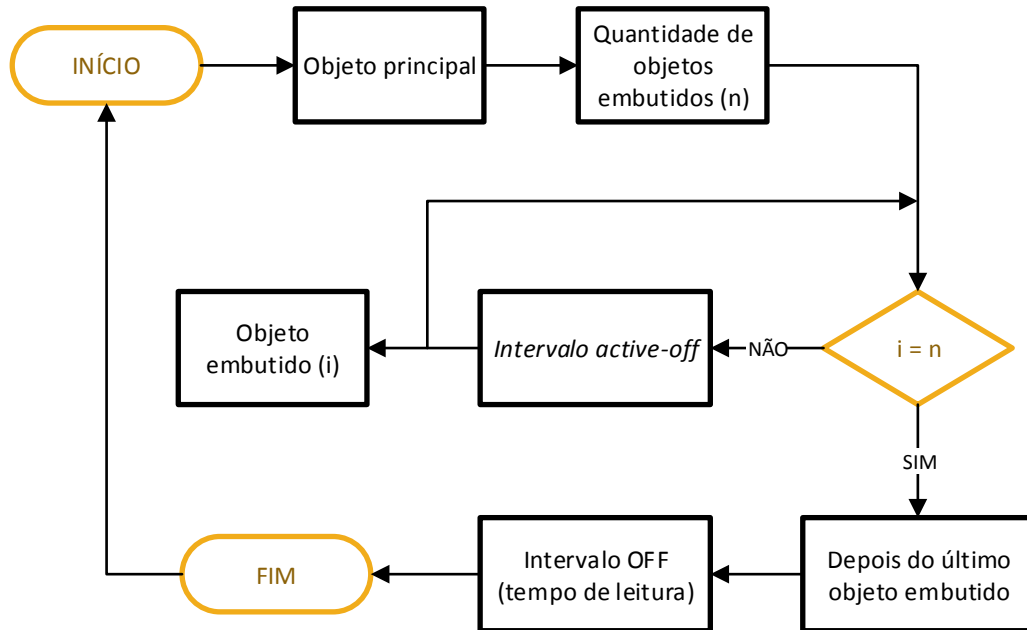 INÍCIO
Objeto principal
Quantidade de
objetos
embutidos (n)
Objeto
embutido (i)
Intervalo active-off
NÃO
i = n
SIM
FIM
Intervalo OFF
(tempo de leitura)
Depois do último
objeto embutido